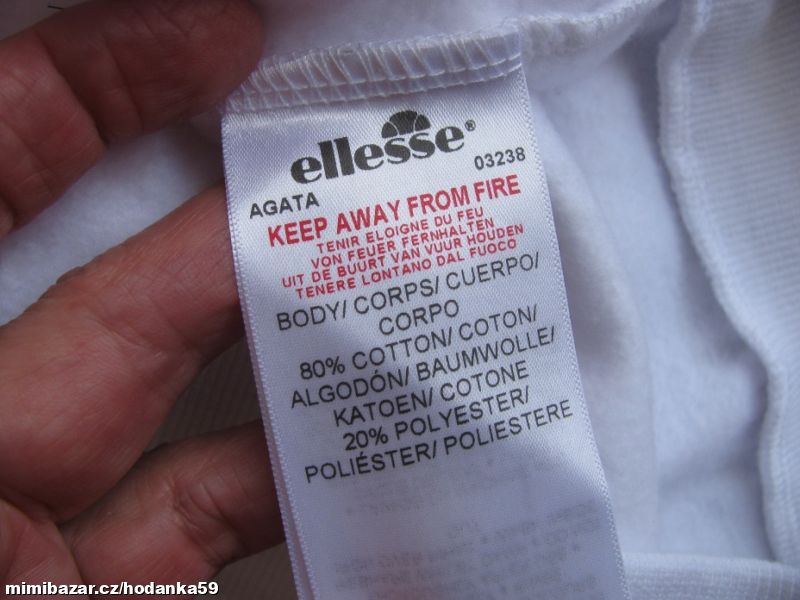 ellesse®
AGATA 03238
KEEP AWAY FROM FIRE
TENIR ELOIGNE DU FEU
VON FEUER FERNHALTEN
UIT DE BUURT VAN VUUR HOUDEN
TENERE LONTANO DAL FUOCO
BODY/ CORPS/ CUERPO/
CORPO
80% COTTON/ COTON/
ALGODÓN/ BAUMWOLLE/
KATOEN/ COTONE
20% POLYESTER/
POLIÉSTER/ POLIESTERE
mimibazar.cz/hodanka59